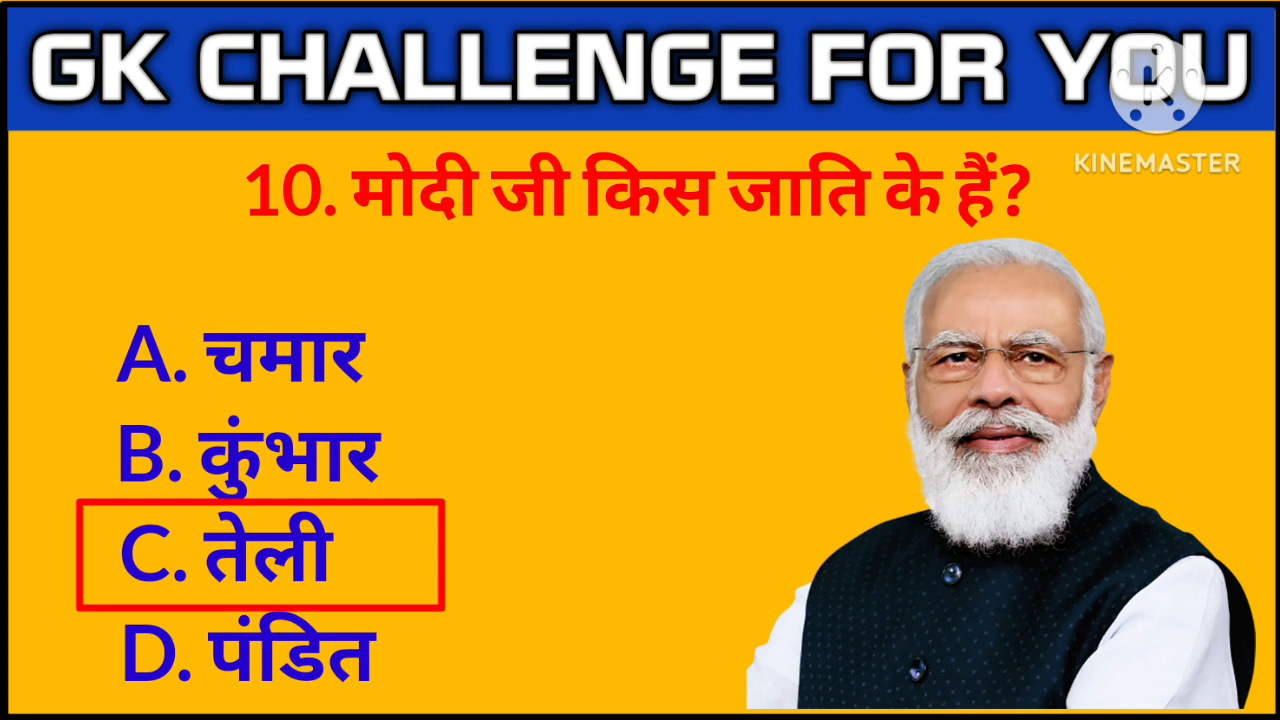 GK CHALLENGE FOR YOU
KINEMASTER
10. मोदी जी किस जाति के हैं?
A. चमार
B. कुंभार
C. तेली
D. पंडित